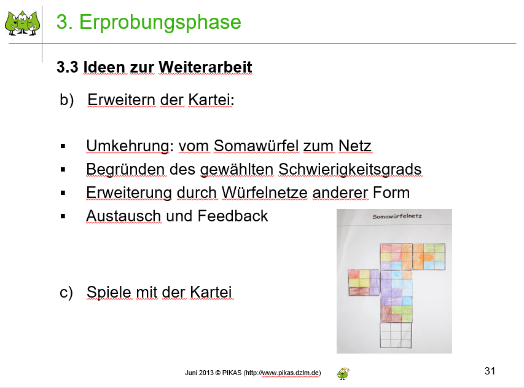 3. Erprobungsphase
3.3 Ideen zur Weiterarbeit
b) Erweitern der Kartei:
▪ Umkehrung: vom Somawürfel zum Netz
▪ Begründen des gewählten Schwierigkeitsgrads
▪ Erweiterung durch Würfelnetze anderer Form
▪ Austausch und Feedback
Somawürfelnetz
c) Spiele mit der Kartei
Juni 2013 © PIKAS (http://www.pikas.dzlm.de)
31